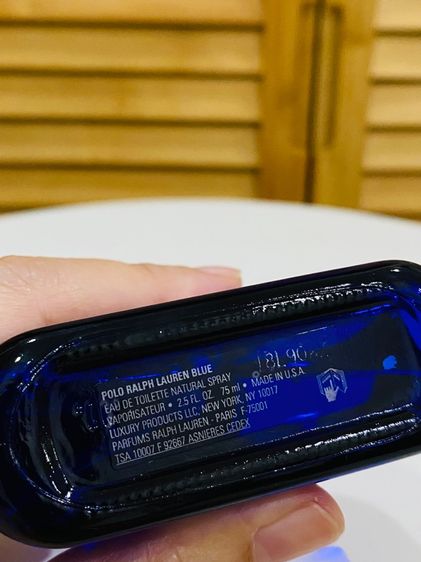 POLO RALPH LAUREN BLUE
EAU DE TOILETTE NATURAL SPRAY
VAPORISATEUR • 2.5 FL. OZ. 75 ml • MADE IN U.S.A.
LUXURY PRODUCTS LLC, NEW YORK, NY 10017
PARFUMS RALPH LAUREN - PARIS F-75001
TSA 10007 F 92667 ASNIERES CEDEX